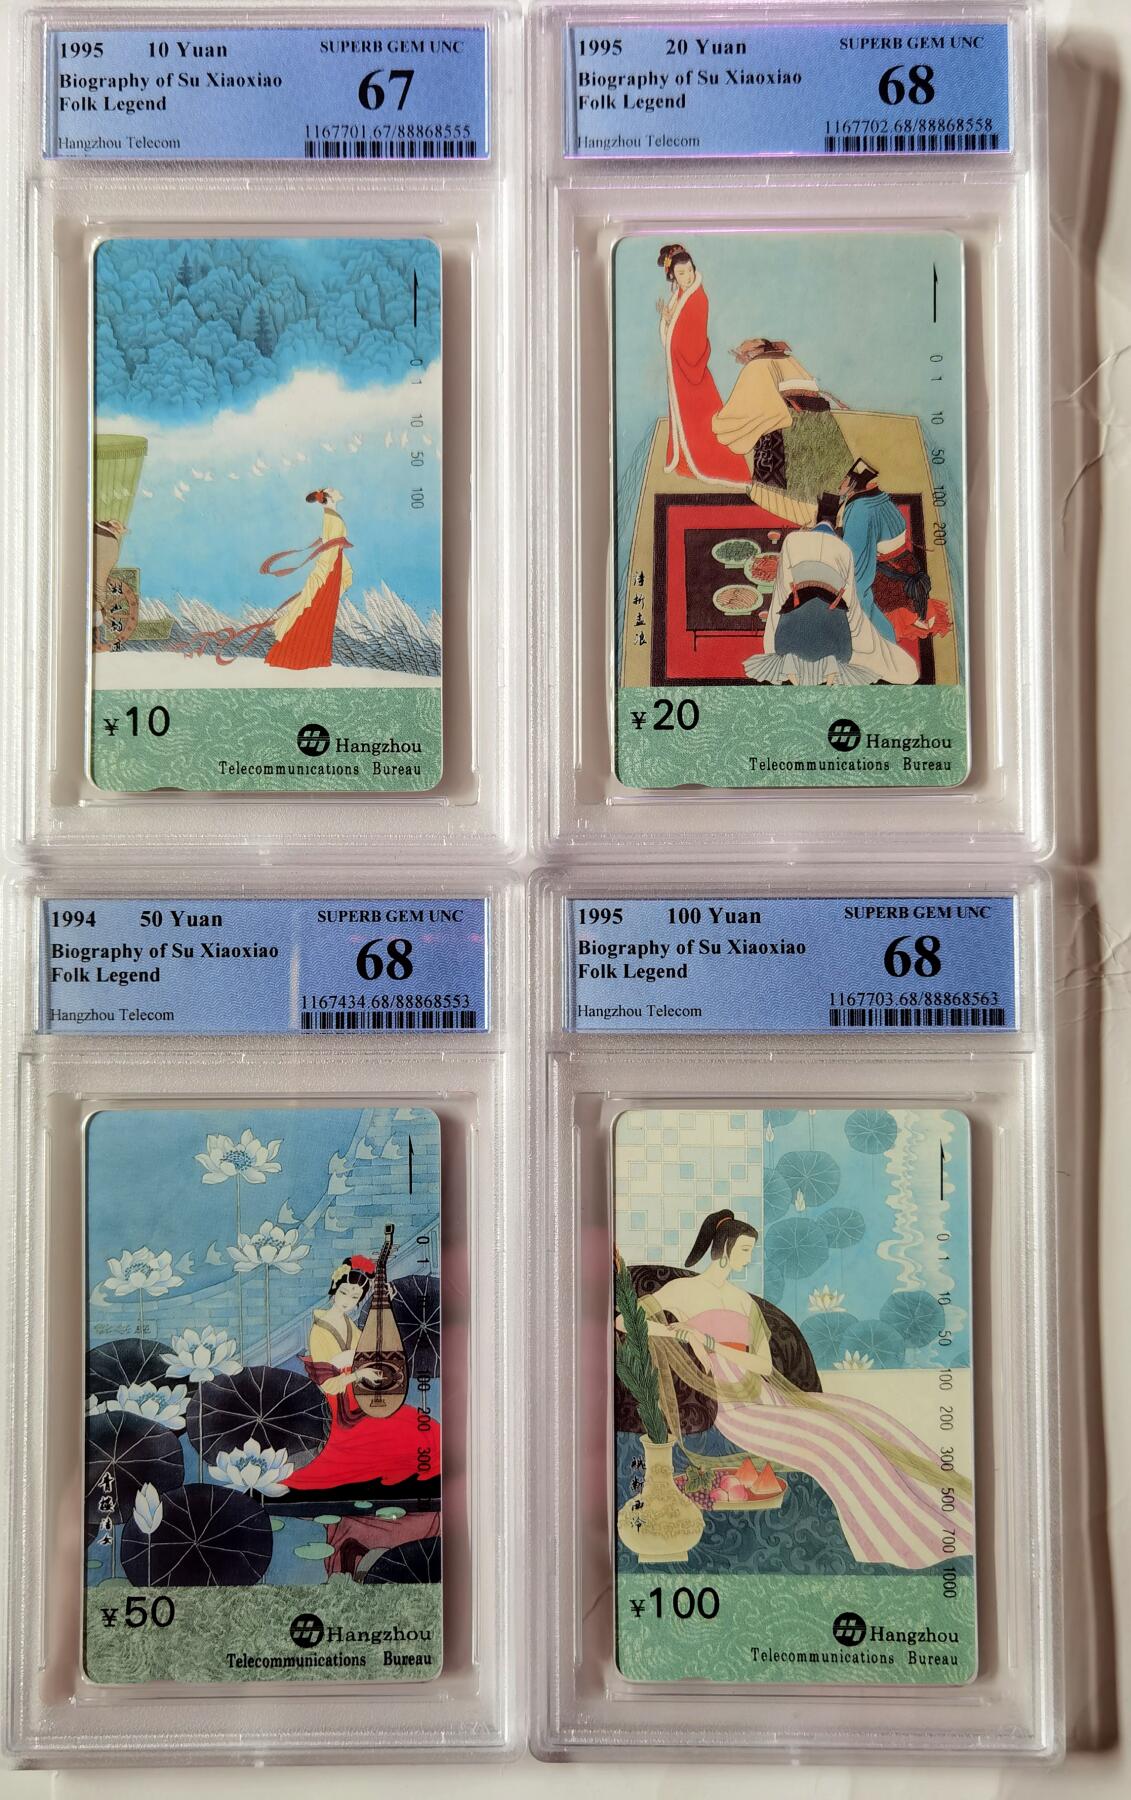 1995 10 Yuan SUPERB GEM UNC
Biography of Su Xiaoxiao 67
Folk Legend
1167701.67/88868555
Hangzhou Telecom
0 1 10 50 100
¥10
Hangzhou
Telecommunications Bureau
1995 20 Yuan SUPERB GEM UNC
Biography of Su Xiaoxiao 68
Folk Legend
1167702.68/88868558
Hangzhou Telecom
0 1 10 50 100 200
¥20
Hangzhou
Telecommunications Bureau
1994 50 Yuan SUPERB GEM UNC
Biography of Su Xiaoxiao 68
Folk Legend
1167434.68/88868553
Hangzhou Telecom
0 1 100 200 300
青楼诗女
¥50
Hangzhou
Telecommunications Bureau
1995 100 Yuan SUPERB GEM UNC
Biography of Su Xiaoxiao 68
Folk Legend
1167703.68/88868563
Hangzhou Telecom
0 1 10 50 100 200 300 500 700 1000
¥100
Hangzhou
Telecommunications Bureau